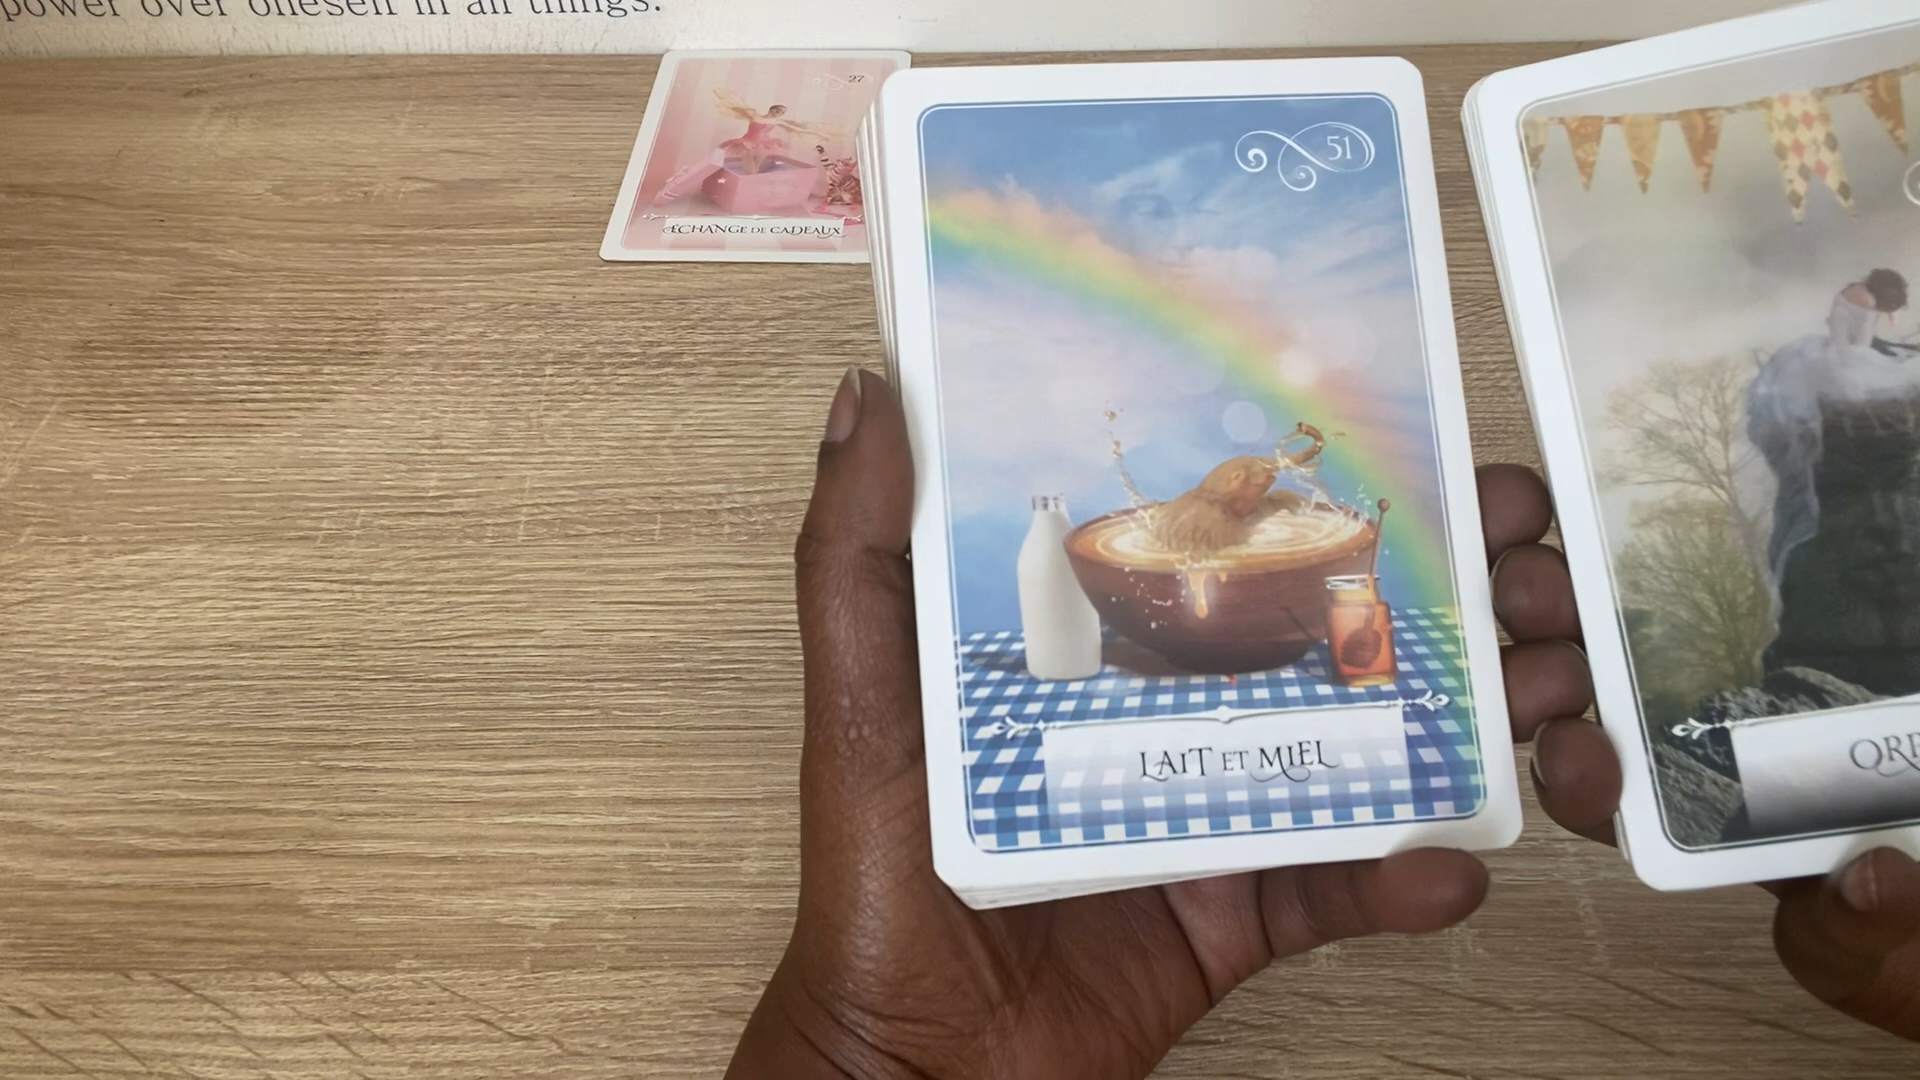 power over oneself in all things.
27
ÉCHANGE DE CADEAUX
51
LAIT ET MIEL